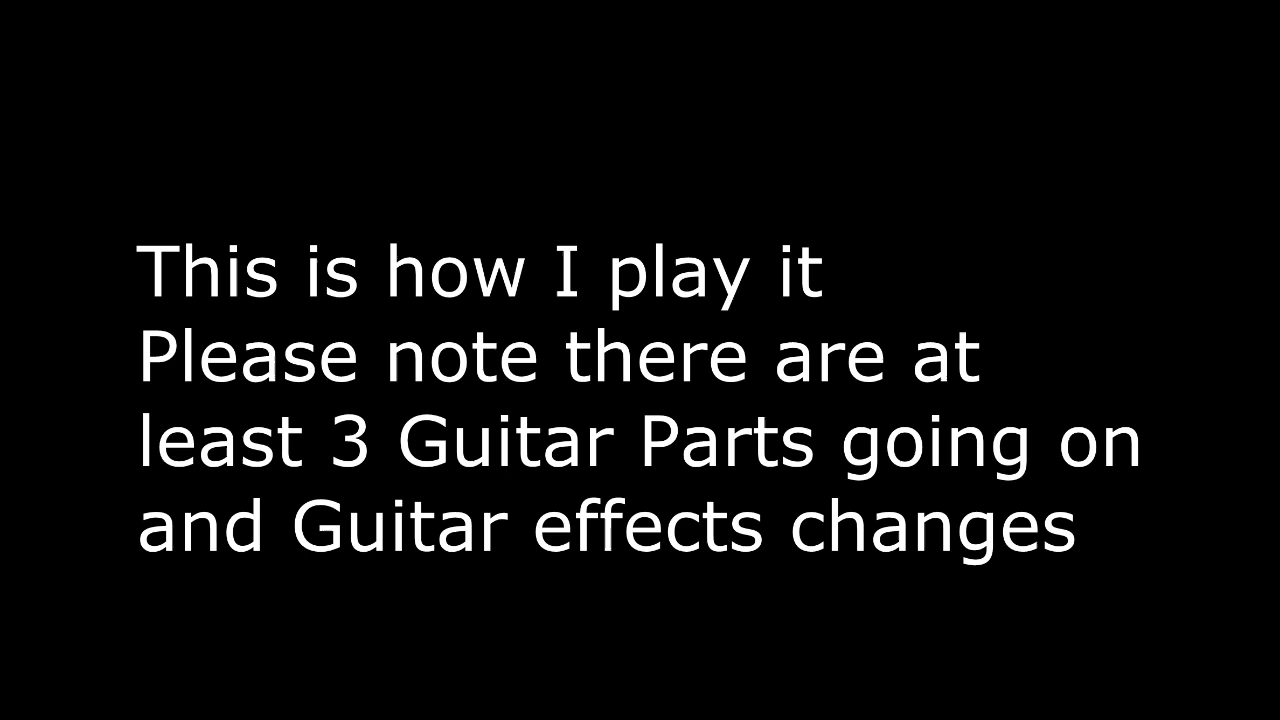 This is how I play it
Please note there are at
least 3 Guitar Parts going on
and Guitar effects changes